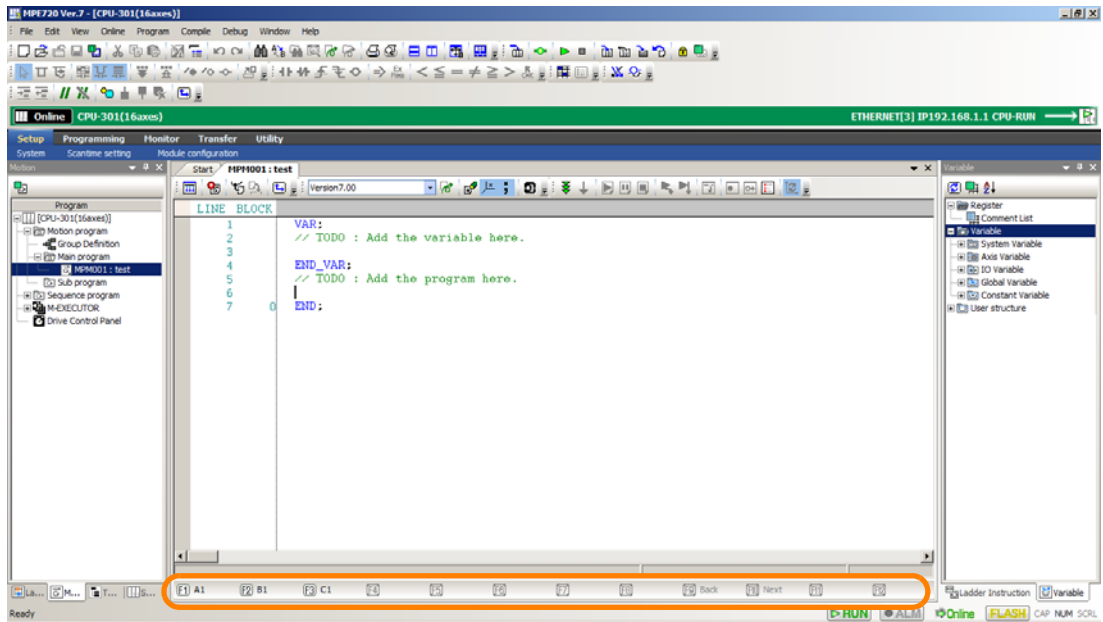 MPE720 Ver.7 - [CPU-301(16axes)]
File Edit View Online Program Compile Debug Window Help
Online CPU-301(16axes) ETHERNET[3] IP192.168.1.1 CPU-RUN
Setup Programming Monitor Transfer Utility
System Scantime setting Module configuration
Motion
Start MPM001 : test
Variable
Version7.00
Program
[CPU-301(16axes)]
Motion program
Group Definition
Main program
MPM001 : test
Sub program
Sequence program
M-EXECUTOR
Drive Control Panel
LINE BLOCK
1 VAR;
2 // TODO : Add the variable here.
3
4 END_VAR;
5 // TODO : Add the program here.
6
7 0 END;
Register
Comment List
Variable
System Variable
Axis Variable
IO Variable
Global Variable
Constant Variable
User structure
La... M... T... S...
F1 A1 F2 B1 F3 C1 F4 F5 F6 F7 F8 F9 Back Next
Ladder Instruction Variable
Ready RUN ALM Online FLASH CAP NUM SCRL